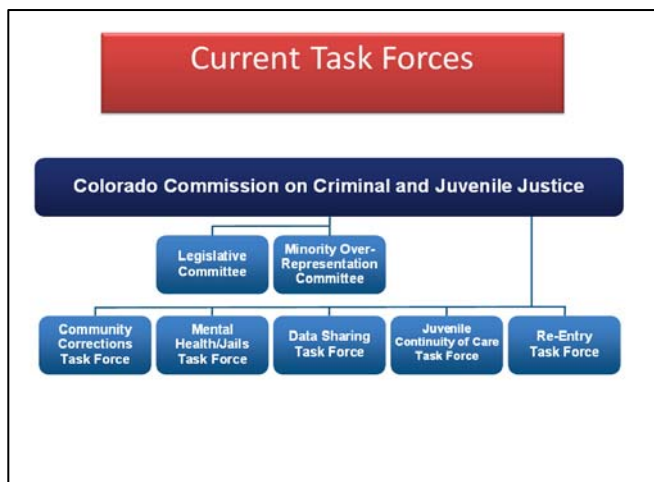 Current Task Forces
Colorado Commission on Criminal and Juvenile Justice
Legislative
Committee
Minority Over-
Representation
Committee
Community
Corrections
Task Force
Mental
Health/Jails
Task Force
Data Sharing
Task Force
Juvenile
Continuity of Care
Task Force
Re-Entry
Task Force